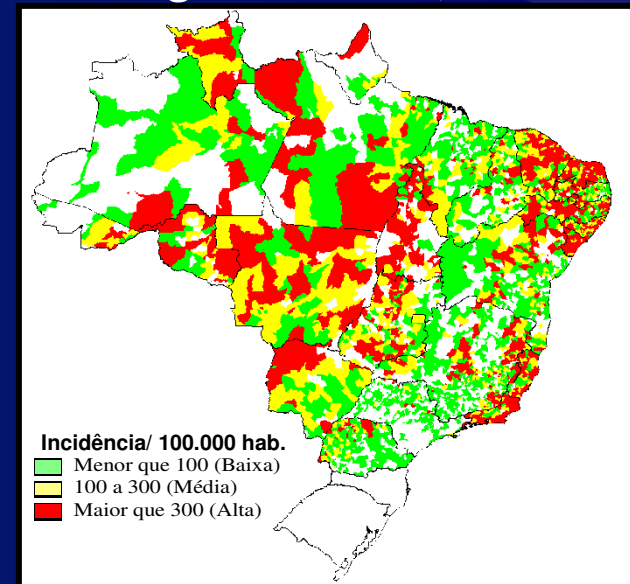 Incidência/ 100.000 hab.
Menor que 100 (Baixa)
100 a 300 (Média)
Maior que 300 (Alta)